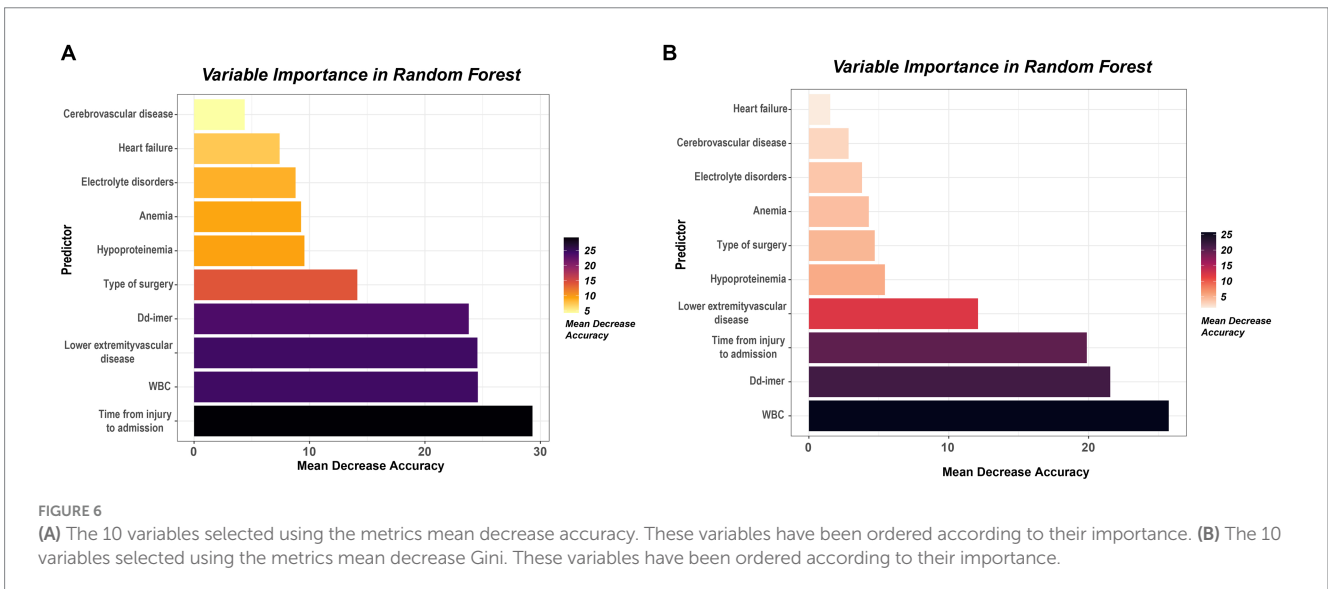 A
Variable Importance in Random Forest
Predictor
Cerebrovascular disease
Heart failure
Electrolyte disorders
Anemia
Hypoproteinemia
Type of surgery
Dd-imer
Lower extremityvascular
disease
WBC
Time from injury
to admission
0 10 20 30
Mean Decrease Accuracy
25
20
15
10
5
Mean Decrease
Accuracy
B
Variable Importance in Random Forest
Predictor
Heart failure
Cerebrovascular disease
Electrolyte disorders
Anemia
Type of surgery
Hypoproteinemia
Lower extremityvascular
disease
Time from injury
to admission
Dd-imer
WBC
0 10 20
Mean Decrease Accuracy
25
20
15
10
5
Mean Decrease
Accuracy
FIGURE 6
(A) The 10 variables selected using the metrics mean decrease accuracy. These variables have been ordered according to their importance. (B) The 10
variables selected using the metrics mean decrease Gini. These variables have been ordered according to their importance.